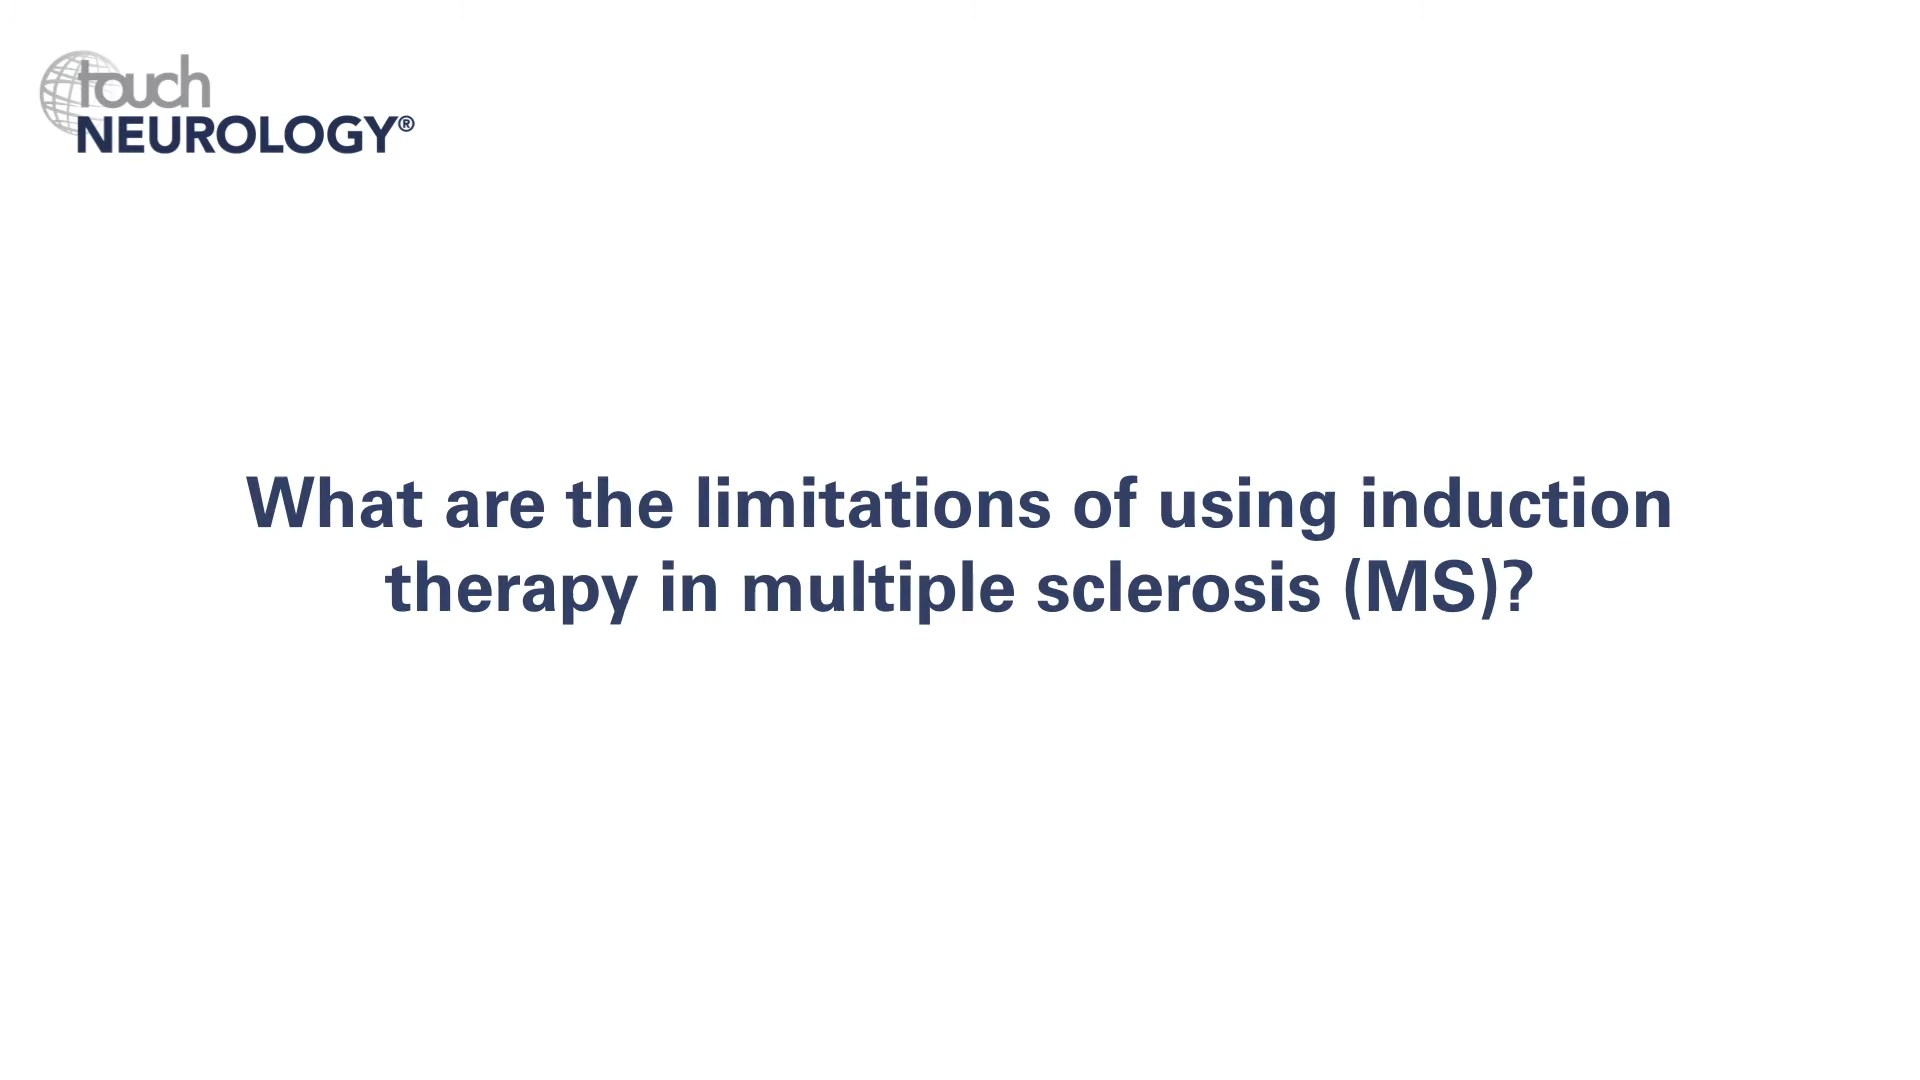 touch
NEUROLOGY®
What are the limitations of using induction
therapy in multiple sclerosis (MS)?